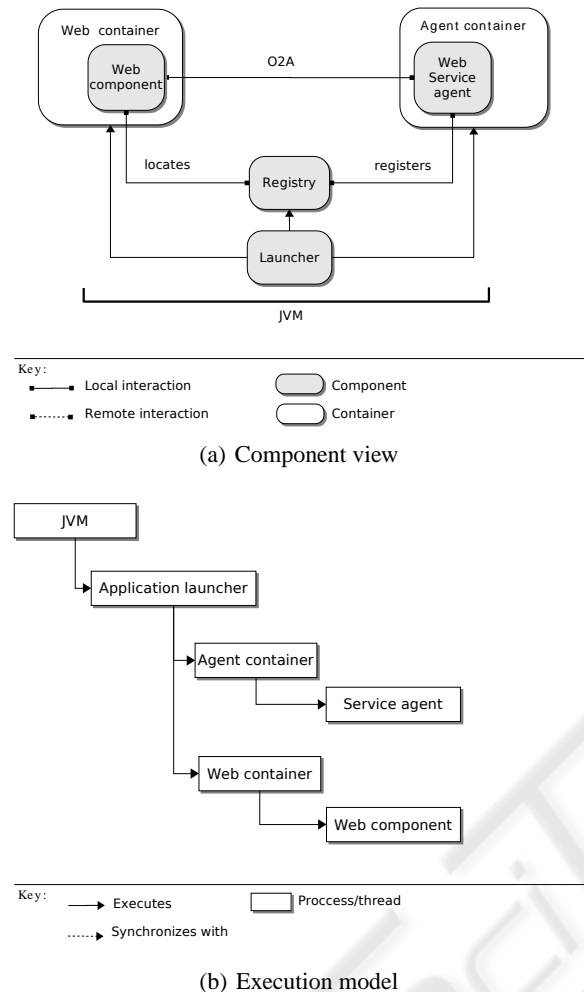 Web container
Agent container
Web
component
O2A
Web
Service
agent
locates
registers
Registry
Launcher
JVM
Key:
Local interaction
Component
Remote interaction
Container
(a) Component view
JVM
Application launcher
Agent container
Service agent
Web container
Web component
Key:
Executes
Proccess/thread
Synchronizes with
(b) Execution model